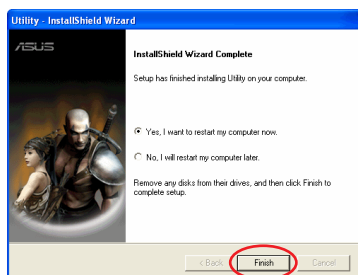 Utility - InstallShield Wizard
ASUS
InstallShield Wizard Complete
Setup has finished installing Utility on your computer.
Yes, I want to restart my computer now.
No, I will restart my computer later.
Remove any disks from their drives, and then click Finish to
complete setup.
< Back
Finish
Cancel